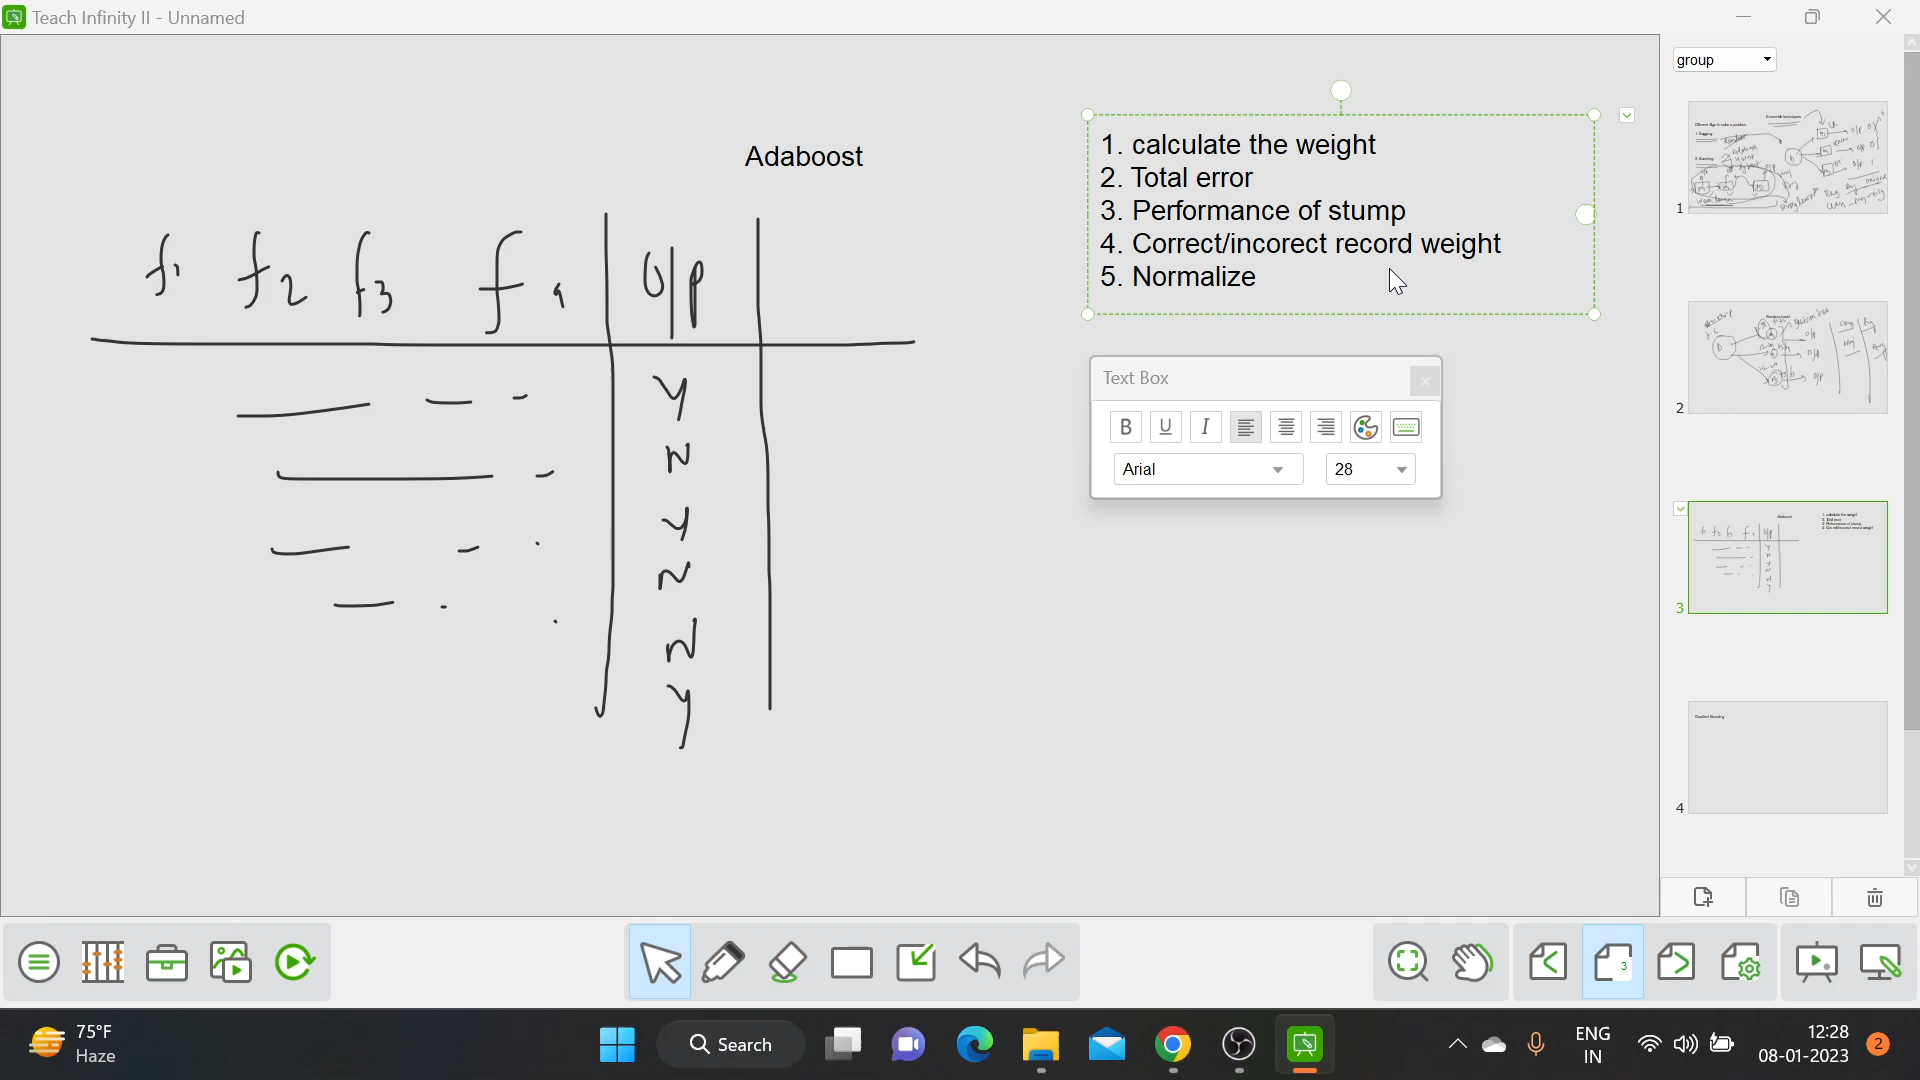 Teach Infinity II - Unnamed
group
Adaboost
1. calculate the weight
2. Total error
3. Performance of stump
4. Correct/incorect record weight
5. Normalize
f1 f2 f3 f4 O/P
Y
N
Y
N
N
Y
Text Box
B U I
Arial 28
1
2
3
4
3
75°F
Haze
Search
ENG
IN
12:28
08-01-2023
2